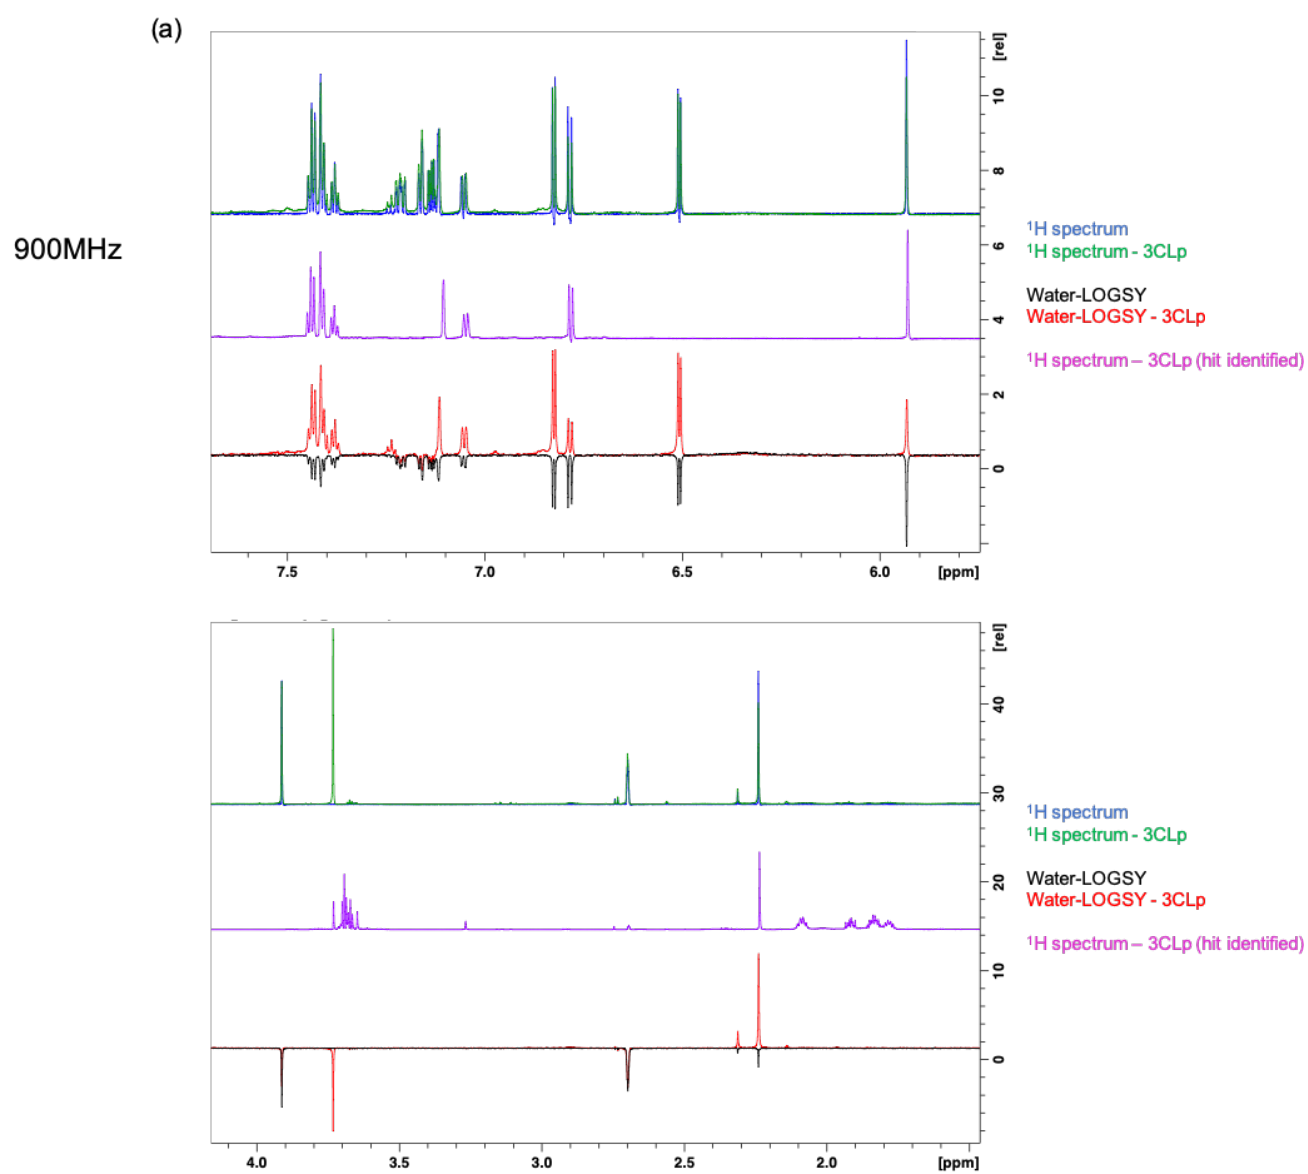 (a)
[rel]
10
8
900MHz
6
4
2
0
¹H spectrum
¹H spectrum - 3CLp
Water-LOGSY
Water-LOGSY - 3CLp
¹H spectrum – 3CLp (hit identified)
7.5 7.0 6.5 6.0 [ppm]
[rel]
40
30
20
10
0
¹H spectrum
¹H spectrum - 3CLp
Water-LOGSY
Water-LOGSY - 3CLp
¹H spectrum – 3CLp (hit identified)
4.0 3.5 3.0 2.5 2.0 [ppm]